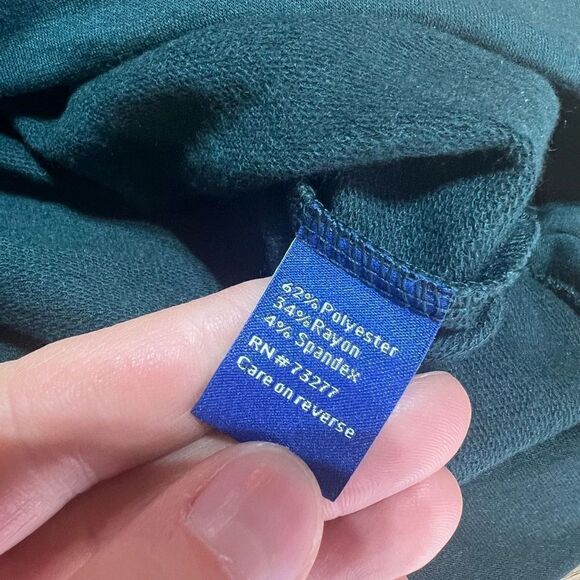 62% Polyester
34% Rayon
4% Spandex
RN # 73277
Care on reverse